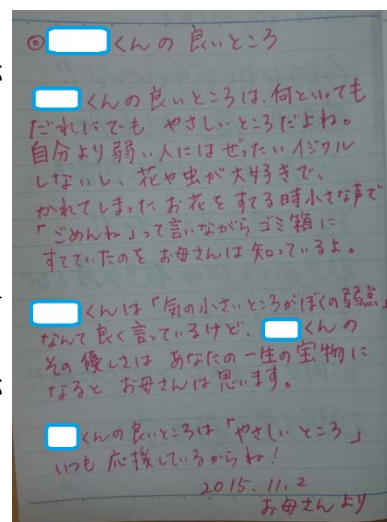 ◎ くんの良いところ
くんの良いところは、何といっても
だれにでも やさしいところだよね。
自分より弱い人にはぜったいイジワル
しないし、花や虫が大好きで、
かれてしまったお花をすてる時小さな声で
「ごめんね」って言いながらゴミ箱に
すてていたのをお母さんは知っているよ。
くんは「気の小さいところがぼくの弱点」
なんて良く言っているけど、 くんの
その優しさは あなたの一生の宝物に
なると お母さんは思います。
くんの良いところは「やさしいところ」
いつも応援しているからね!
2015.11.2
お母さんより